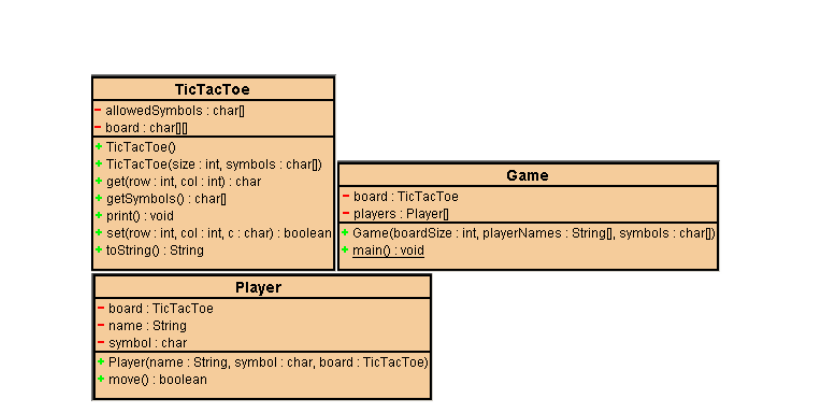 TicTacToe
- allowedSymbols : char[]
- board : char[][]
+ TicTacToe()
+ TicTacToe(size : int, symbols : char[])
+ get(row : int, col : int) : char
+ getSymbols() : char[]
+ print() : void
+ set(row : int, col : int, c : char) : boolean
+ toString() : String
Game
- board : TicTacToe
- players : Player[]
+ Game(boardSize : int, playerNames : String[], symbols : char[])
+ main() : void
Player
- board : TicTacToe
- name : String
- symbol : char
+ Player(name : String, symbol : char, board : TicTacToe)
+ move() : boolean